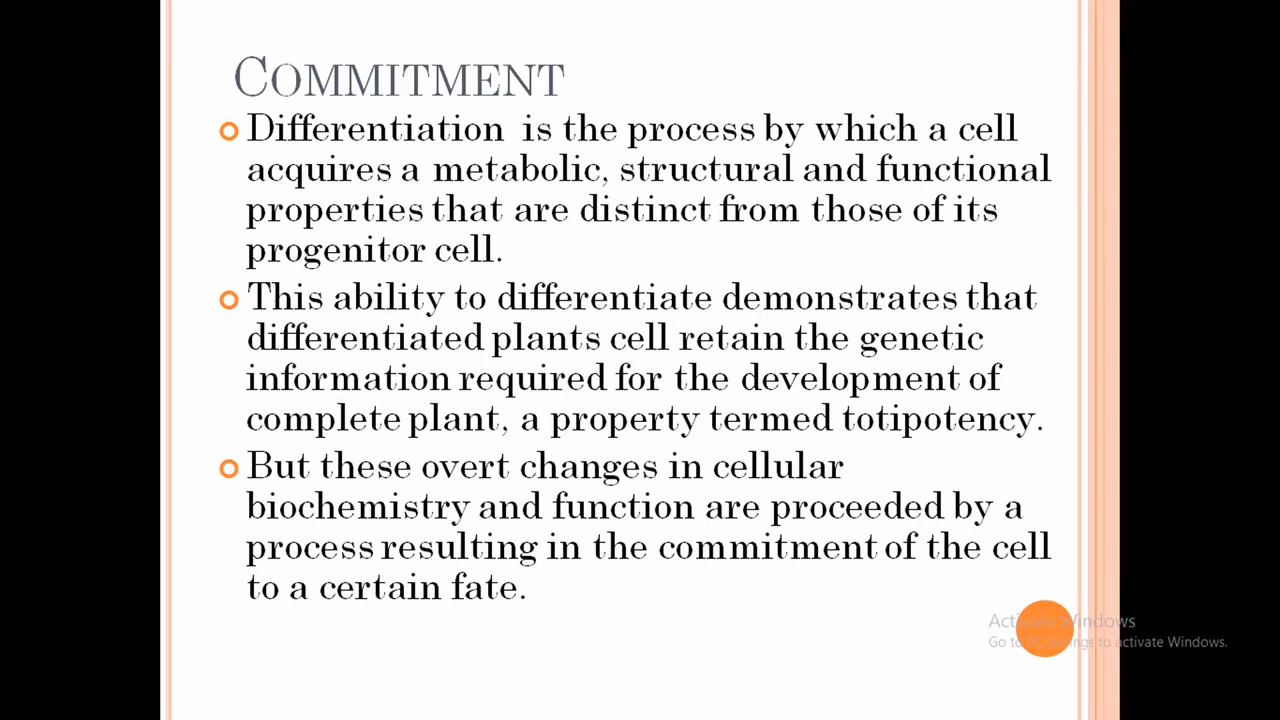 COMMITMENT
Differentiation is the process by which a cell
acquires a metabolic, structural and functional
properties that are distinct from those of its
progenitor cell.
This ability to differentiate demonstrates that
differentiated plants cell retain the genetic
information required for the development of
complete plant, a property termed totipotency.
But these overt changes in cellular
biochemistry and function are proceeded by a
process resulting in the commitment of the cell
to a certain fate.
Activate Windows
Go to PC settings to activate Windows.